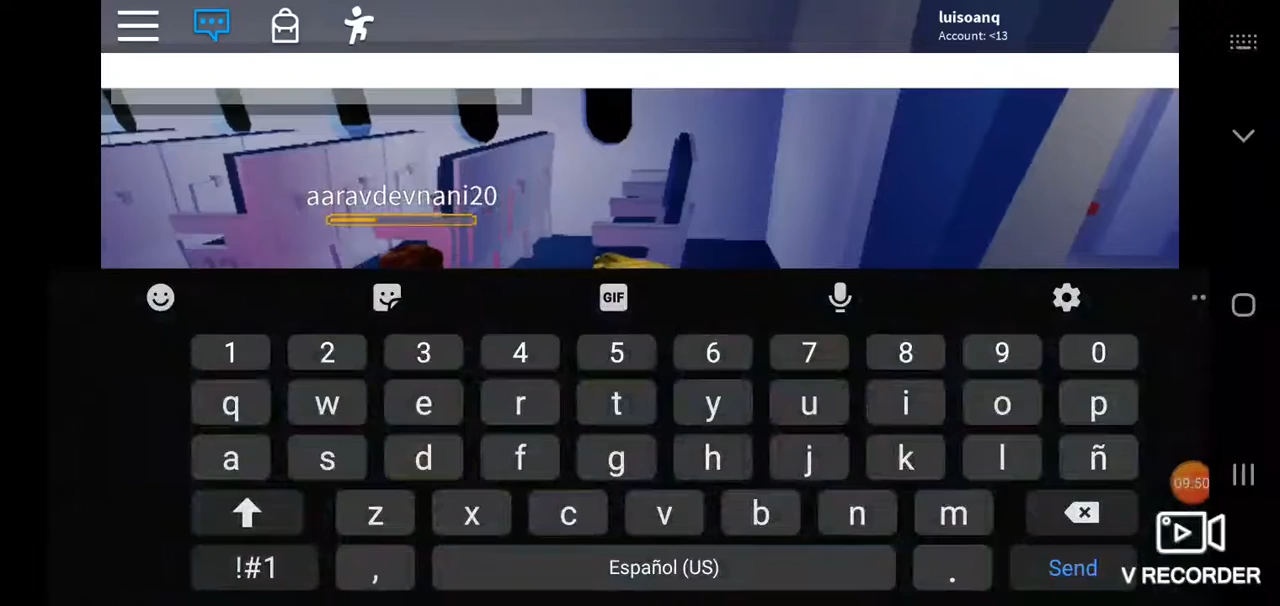 luisoanq
Account: <13
aaravdevnani20
GIF
1 2 3 4 5 6 7 8 9 0
q w e r t y u i o p
a s d f g h j k l ñ
z x c v b n m
!#1 , Español (US) . Send
09:50
V RECORDER